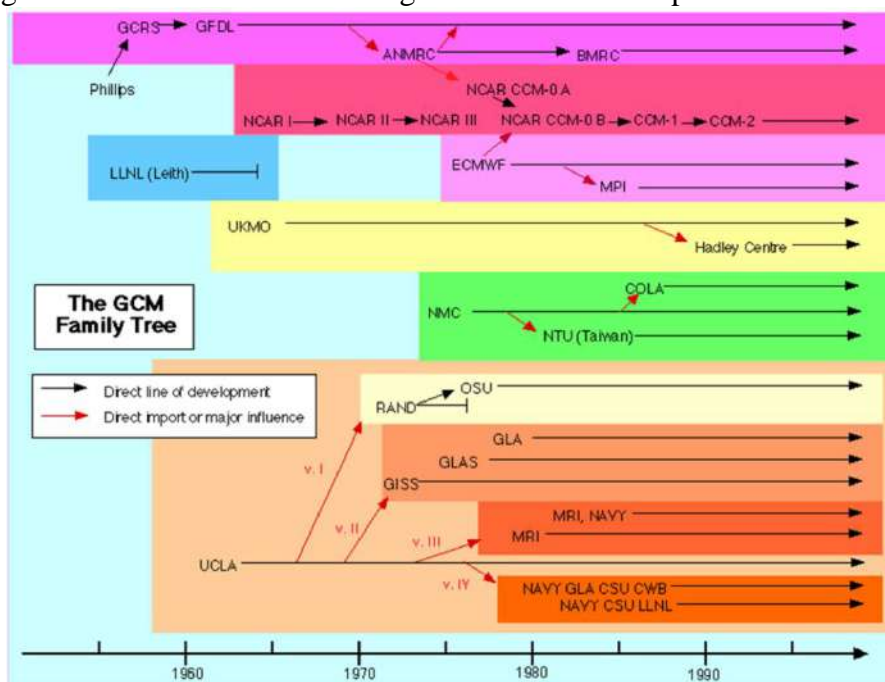 GCRS GFDL
ANMRC BMRC
Phillips
NCAR CCM-0 A
NCAR I NCAR II NCAR III NCAR CCM-0 B CCM-1 CCM-2
LLNL (Leith)
ECMWF
MPI
UKMO
Hadley Centre
The GCM
Family Tree
COLA
NMC
NTU (Taiwan)
Direct line of development
Direct import or major influence
RAND OSU
GLA
GLAS
GISS
v. I
v. II
v. III
v. IY
MRI, NAVY
MRI
UCLA
NAVY GLA CSU CWB
NAVY CSU LLNL
1960 1970 1980 1990